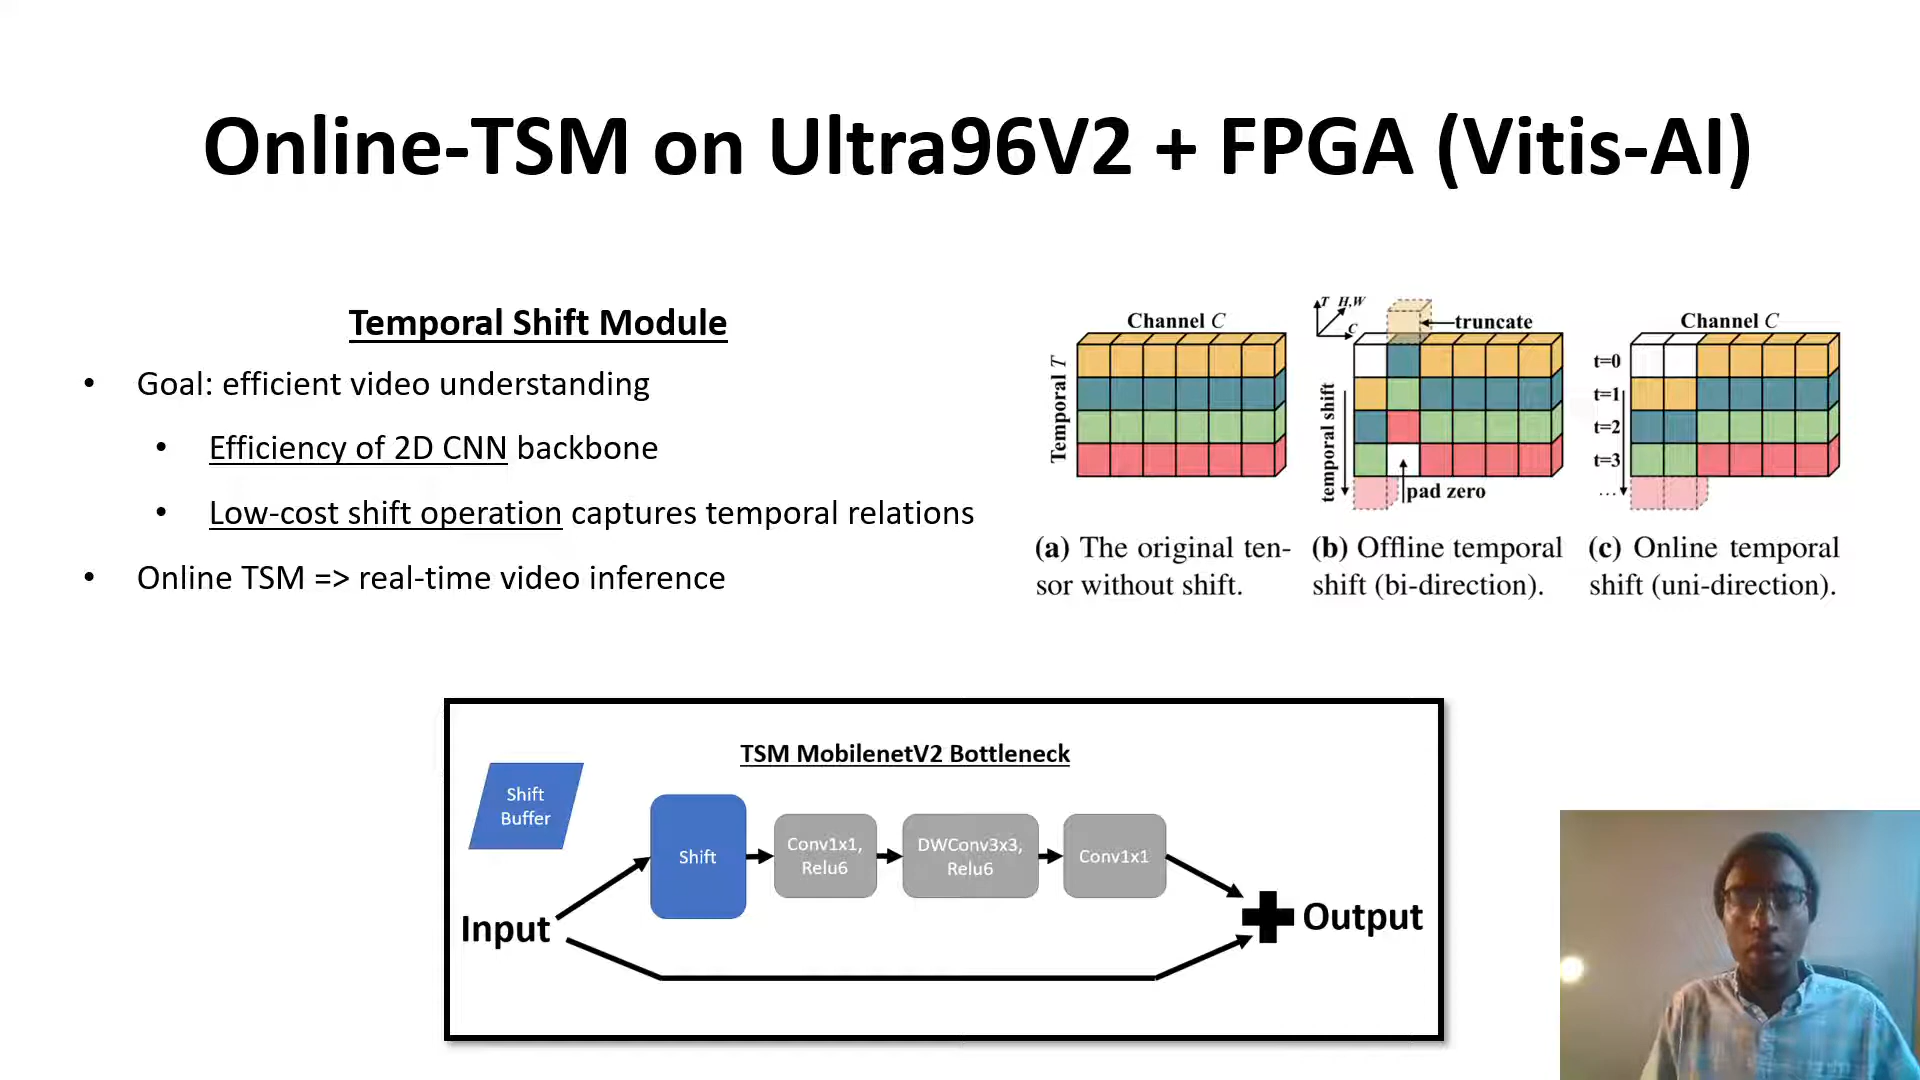 Online-TSM on Ultra96V2 + FPGA (Vitis-AI)
Temporal Shift Module
• Goal: efficient video understanding
• Efficiency of 2D CNN backbone
• Low-cost shift operation captures temporal relations
• Online TSM => real-time video inference
Channel C
Temporal T
(a) The original ten-
sor without shift.
T H,W
C
truncate
temporal shift
pad zero
(b) Offline temporal
shift (bi-direction).
Channel C
t=0
t=1
t=2
t=3
...
(c) Online temporal
shift (uni-direction).
TSM MobilenetV2 Bottleneck
Shift
Buffer
Shift
Conv1x1,
Relu6
DWConv3x3,
Relu6
Conv1x1
Input
Output